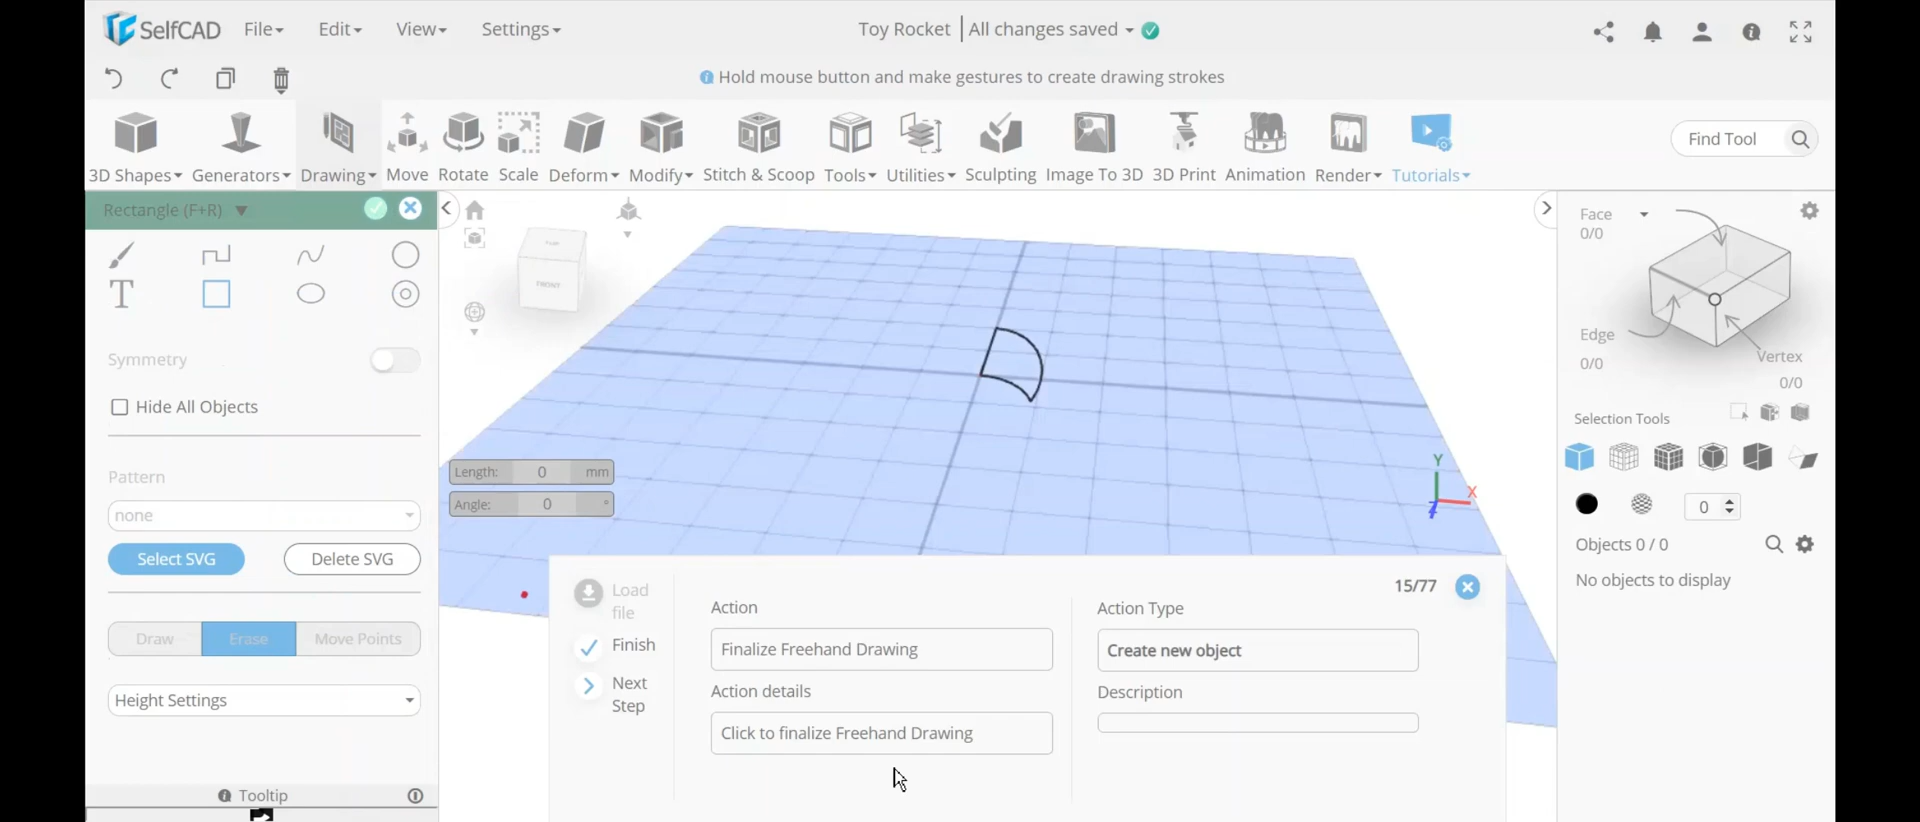 SelfCAD File Edit View Settings Toy Rocket All changes saved
Hold mouse button and make gestures to create drawing strokes
3D Shapes Generators Drawing Move Rotate Scale Deform Modify Stitch & Scoop Tools Utilities Sculpting Image To 3D 3D Print Animation Render Tutorials
Find Tool
Rectangle (F+R)
T
Symmetry
Hide All Objects
Pattern
none
Select SVG Delete SVG
Draw Erase Move Points
Height Settings
Tooltip
FRONT
Length: 0 mm
Angle: 0 °
Y
X
Z
Load file
Finish
Next Step
Action
Finalize Freehand Drawing
Action details
Click to finalize Freehand Drawing
15/77
Action Type
Create new object
Description
Face
0/0
Edge
0/0
Vertex
0/0
Selection Tools
0
Objects 0 / 0
No objects to display